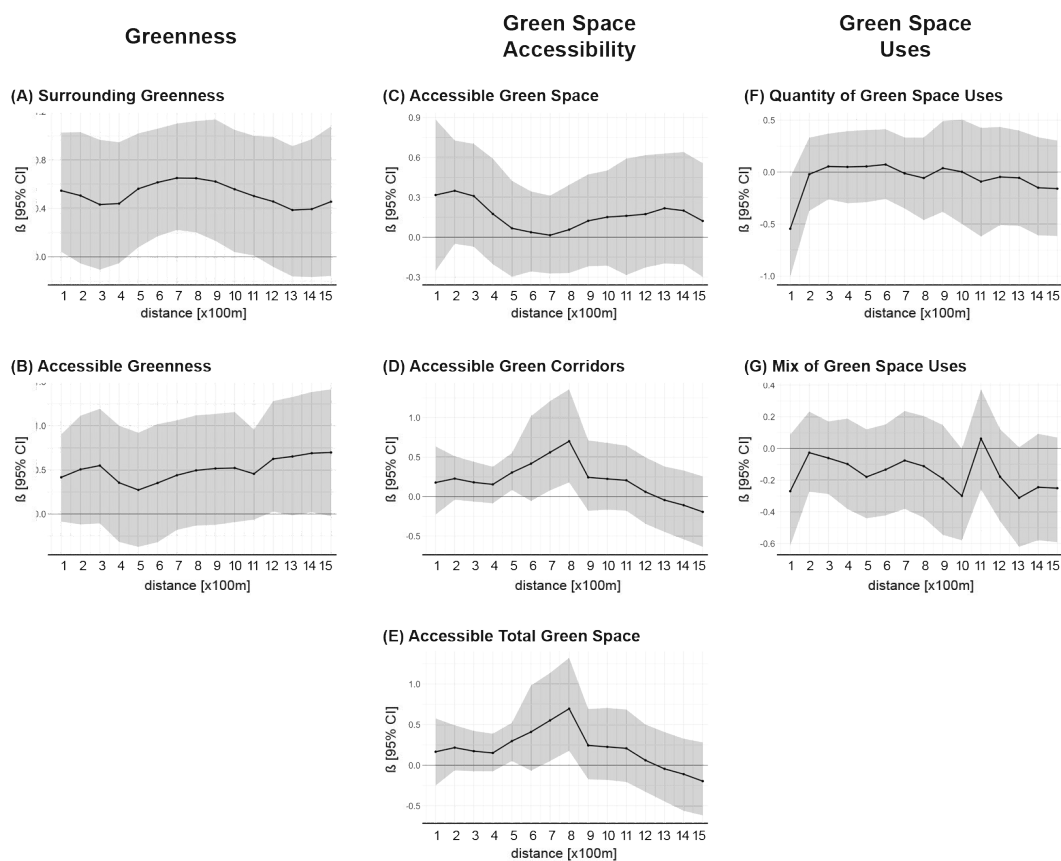 Greenness
Green Space
Accessibility
Green Space
Uses
(A) Surrounding Greenness
0.8
0.4
0.0
ß [95% CI]
1 2 3 4 5 6 7 8 9 10 11 12 13 14 15
distance [x100m]
(C) Accessible Green Space
0.9
0.6
0.3
0.0
-0.3
ß [95% CI]
1 2 3 4 5 6 7 8 9 10 11 12 13 14 15
distance [x100m]
(F) Quantity of Green Space Uses
0.5
0.0
-0.5
-1.0
ß [95% CI]
1 2 3 4 5 6 7 8 9 10 11 12 13 14 15
distance [x100m]
(B) Accessible Greenness
1.0
0.5
0.0
ß [95% CI]
1 2 3 4 5 6 7 8 9 10 11 12 13 14 15
distance [x100m]
(D) Accessible Green Corridors
1.0
0.5
0.0
-0.5
ß [95% CI]
1 2 3 4 5 6 7 8 9 10 11 12 13 14 15
distance [x100m]
(G) Mix of Green Space Uses
0.4
0.2
0.0
-0.2
-0.4
-0.6
ß [95% CI]
1 2 3 4 5 6 7 8 9 10 11 12 13 14 15
distance [x100m]
(E) Accessible Total Green Space
1.0
0.5
0.0
-0.5
ß [95% CI]
1 2 3 4 5 6 7 8 9 10 11 12 13 14 15
distance [x100m]